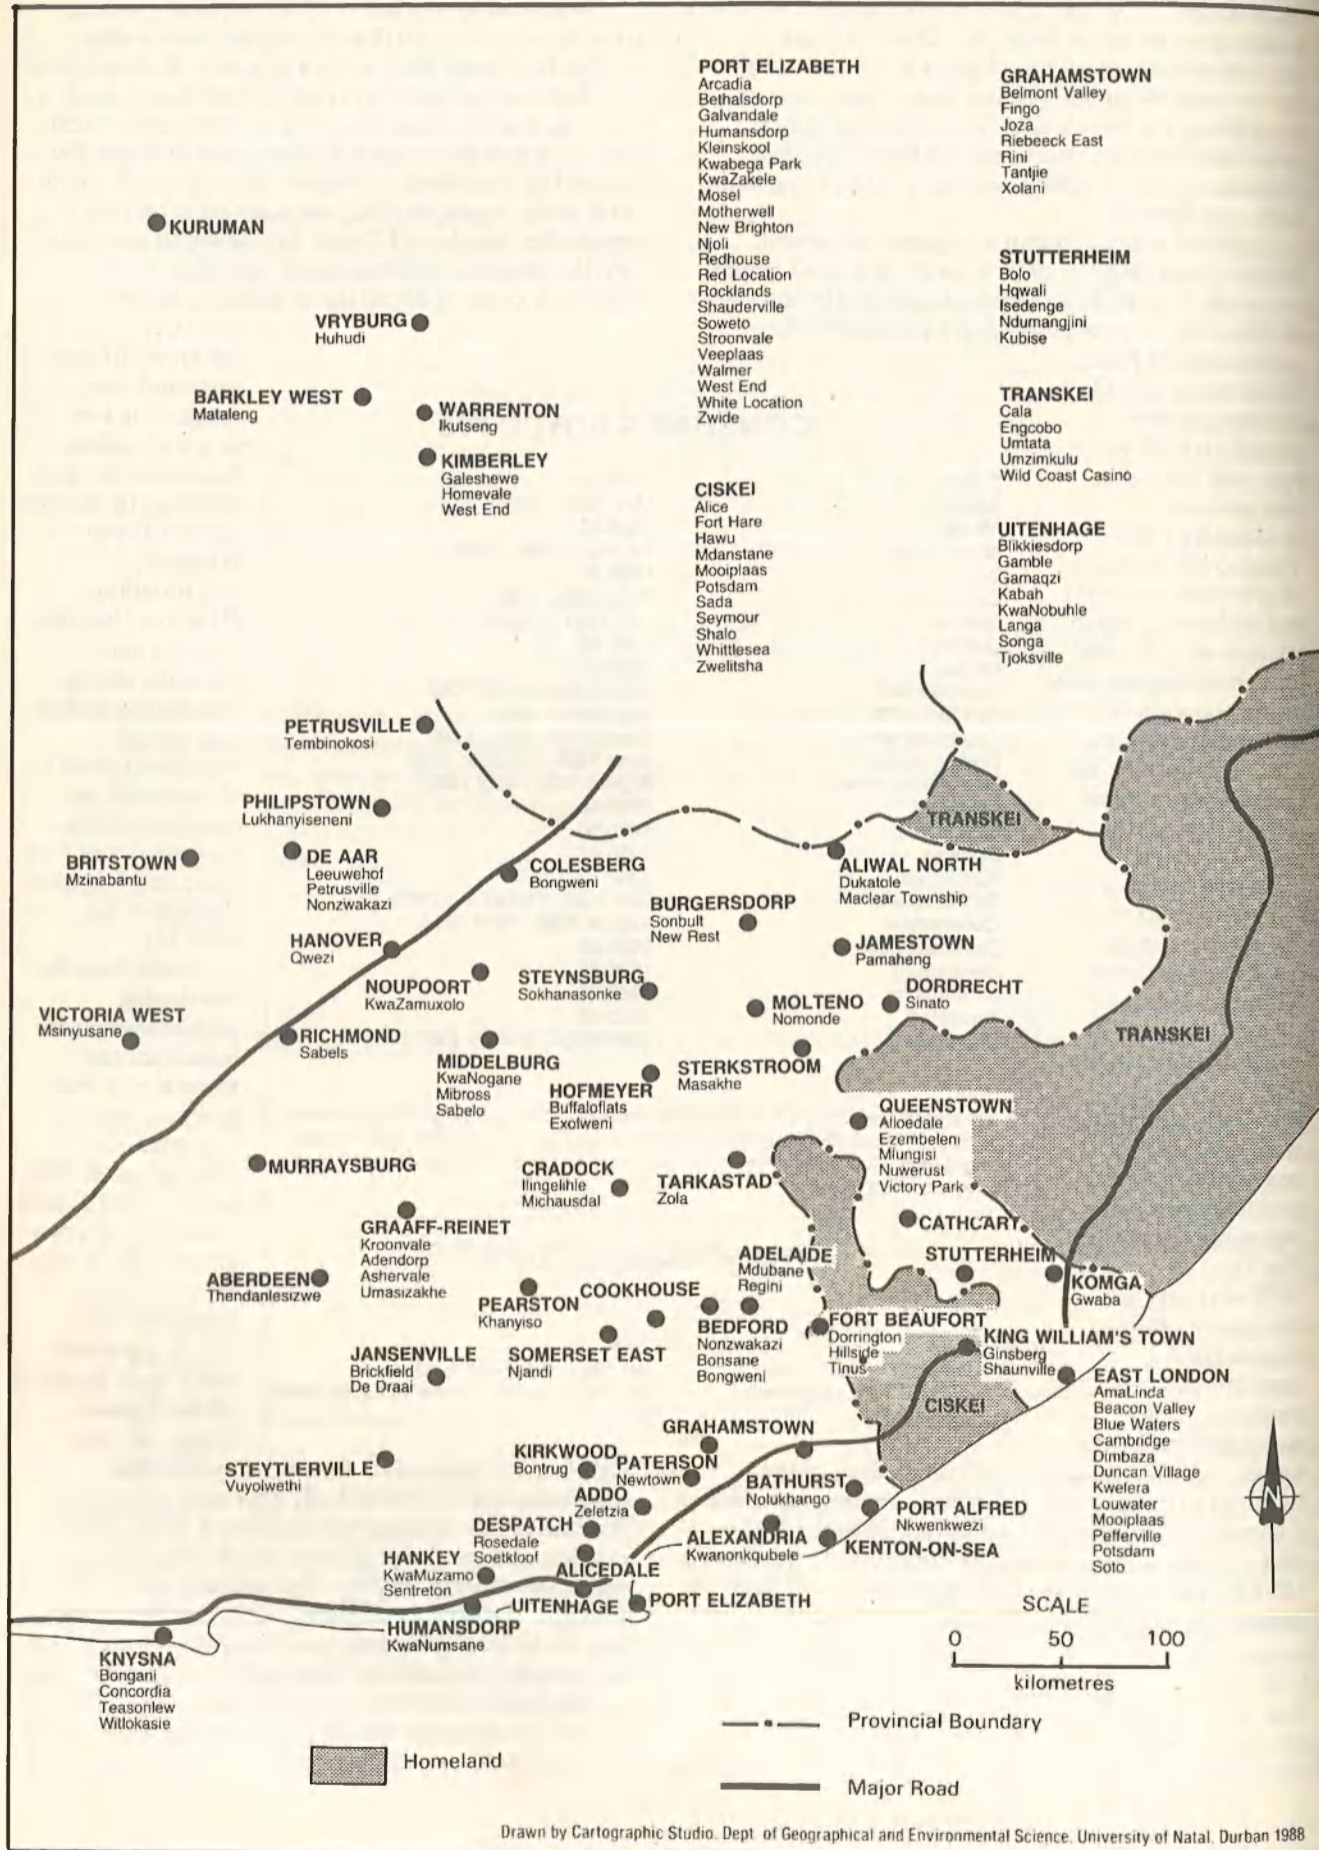 PORT ELIZABETH
Arcadia
Bethalsdorp
Galvandale
Humansdorp
Kleinskool
Kwabega Park
KwaZakele
Mosel
Motherwell
New Brighton
Njoli
Redhouse
Red Location
Rocklands
Shauderville
Soweto
Stroonvale
Veeplaas
Walmer
West End
White Location
Zwide
GRAHAMSTOWN
Belmont Valley
Fingo
Joza
Riebeeck East
Rini
Tantjie
Xolani
KURUMAN
STUTTERHEIM
Bolo
Hqwali
Isedenge
Ndumangjini
Kubise
VRYBURG
Huhudi
BARKLEY WEST
Mataleng
WARRENTON
Ikutseng
KIMBERLEY
Galeshewe
Homevale
West End
TRANSKEI
Cala
Engcobo
Umtata
Umzimkulu
Wild Coast Casino
CISKEI
Alice
Fort Hare
Hawu
Mdanstane
Mooiplaas
Potsdam
Sada
Seymour
Shalo
Whittlesea
Zwelitsha
UITENHAGE
Blikkiesdorp
Gamble
Gamaqzi
Kabah
KwaNobuhle
Langa
Songa
Tjoksville
PETRUSVILLE
Tembinokosi
PHILIPSTOWN
Lukhanyiseneni
TRANSKEI
BRITSTOWN
Mzinabantu
DE AAR
Leeuwehof
Petrusville
Nonzwakazi
COLESBERG
Bongweni
ALIWAL NORTH
Dukatole
Maclear Township
BURGERSDORP
Sonbult
New Rest
HANOVER
Qwezi
JAMESTOWN
Pamaheng
NOUPOORT
KwaZamuxolo
STEYNSBURG
Sokhanasonke
MOLTENO
Nomonde
DORDRECHT
Sinato
VICTORIA WEST
Msinyusane
RICHMOND
Sabels
TRANSKEI
MIDDELBURG
KwaNogane
Mibross
Sabelo
HOFMEYER
Buffaloflats
Exolweni
STERKSTROOM
Masakhe
QUEENSTOWN
Alloedale
Ezembeleni
Mlungisi
Nuwerust
Victory Park
MURRAYSBURG
CRADOCK
Ilingelihle
Michausdal
TARKASTAD
Zola
GRAAFF-REINET
Kroonvale
Adendorp
Ashervale
Umasizakhe
CATHCART
ADELAIDE
Mdubane
Regini
STUTTERHEIM
ABERDEEN
Thendanlesizwe
KOMGA
Gwaba
PEARSTON
Khanyiso
COOKHOUSE
BEDFORD
Nonzwakazi
Bonsane
Bongweni
FORT BEAUFORT
Dorrington
Hillside
Tinus
KING WILLIAM'S TOWN
Ginsberg
Shaunville
JANSENVILLE
Brickfield
De Draai
SOMERSET EAST
Njandi
EAST LONDON
AmaLinda
Beacon Valley
Blue Waters
Cambridge
Dimbaza
Duncan Village
Kwelera
Louwater
Mooiplaas
Pefferville
Potsdam
Soto
CISKEI
GRAHAMSTOWN
STEYTLERVILLE
Vuyolwethi
KIRKWOOD
Bontrug
PATERSON
Newtown
BATHURST
Nolukhango
ADDO
Zeletzia
PORT ALFRED
Nkwenkwezi
DESPATCH
Rosedale
Soetkloof
ALEXANDRIA
Kwanonkqubele
KENTON-ON-SEA
HANKEY
KwaMuzamo
Sentreton
ALICEDALE
UITENHAGE
PORT ELIZABETH
HUMANSDORP
KwaNumsane
KNYSNA
Bongani
Concordia
Teasonlew
Witlokasie
N
SCALE
0 50 100
kilometres
Provincial Boundary
Homeland
Major Road
Drawn by Cartographic Studio. Dept. of Geographical and Environmental Science. University of Natal. Durban 1988